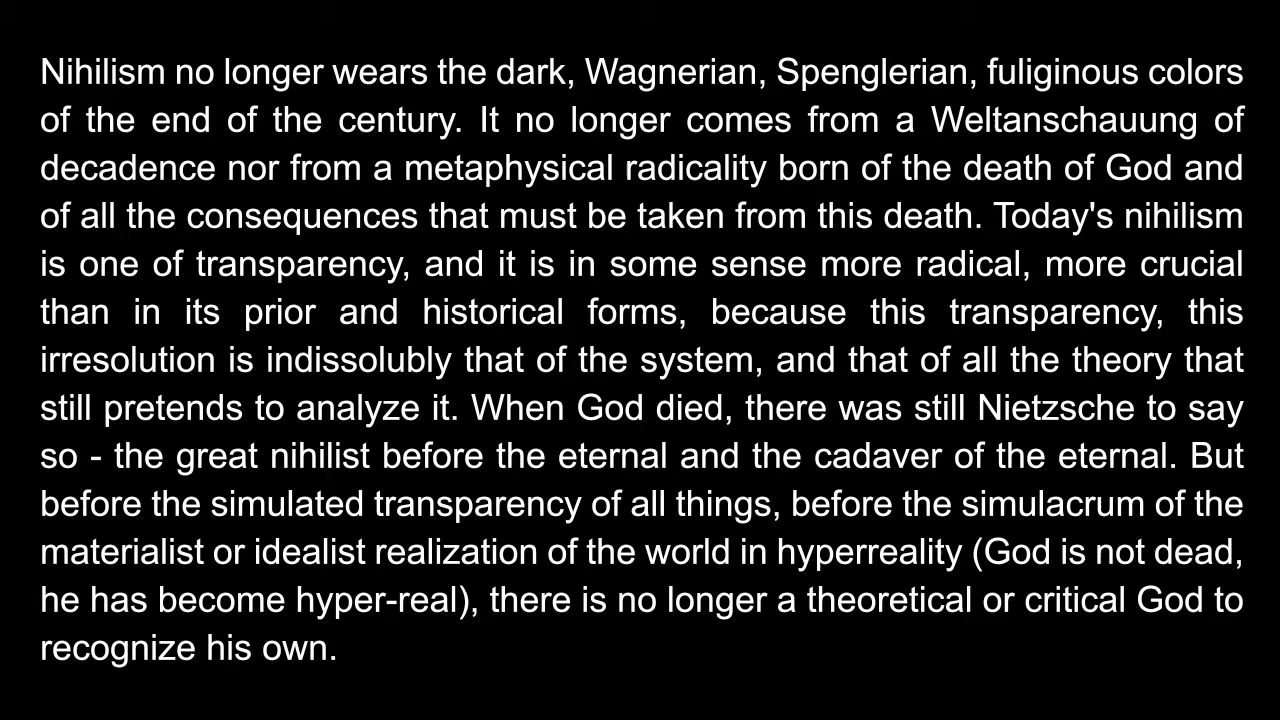 Nihilism no longer wears the dark, Wagnerian, Spenglerian, fuliginous colors
of the end of the century. It no longer comes from a Weltanschauung of
decadence nor from a metaphysical radicality born of the death of God and
of all the consequences that must be taken from this death. Today's nihilism
is one of transparency, and it is in some sense more radical, more crucial
than in its prior and historical forms, because this transparency, this
irresolution is indissolubly that of the system, and that of all the theory that
still pretends to analyze it. When God died, there was still Nietzsche to say
so - the great nihilist before the eternal and the cadaver of the eternal. But
before the simulated transparency of all things, before the simulacrum of the
materialist or idealist realization of the world in hyperreality (God is not dead,
he has become hyper-real), there is no longer a theoretical or critical God to
recognize his own.